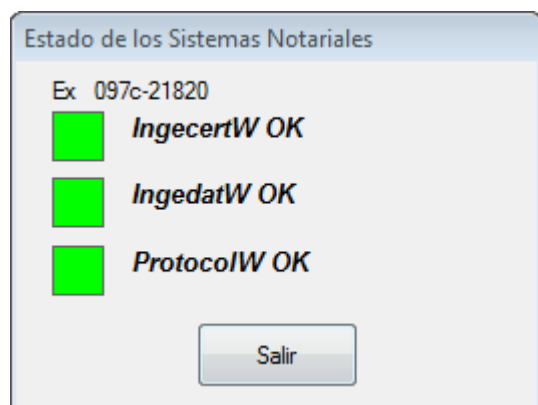 Estado de los Sistemas Notariales
Ex 097c-21820
IngecertW OK
IngedatW OK
ProtocolW OK
Salir